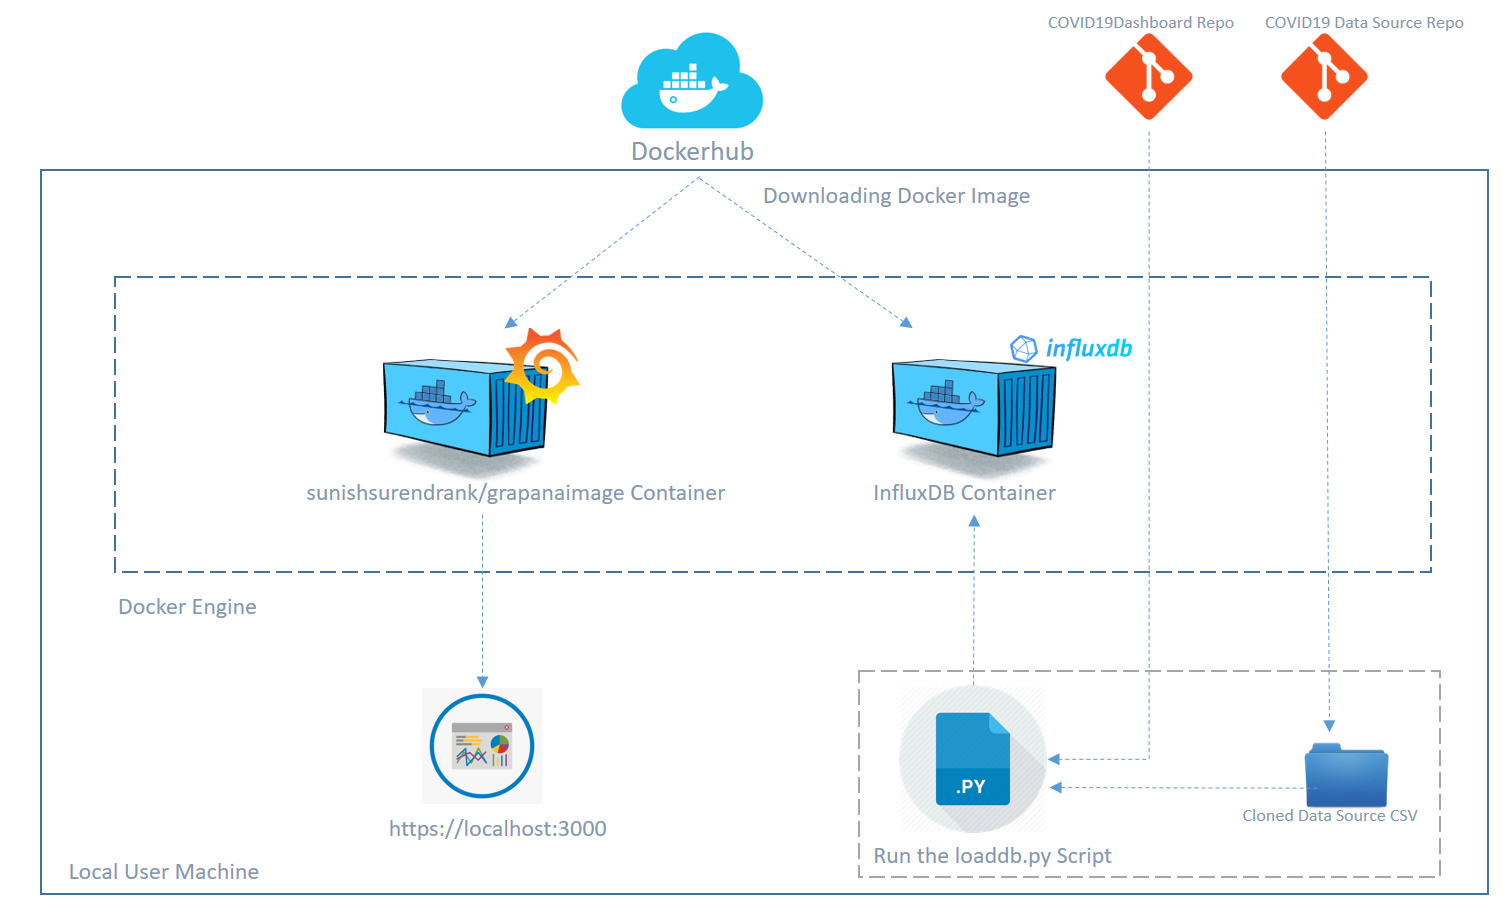 COVID19Dashboard Repo
COVID19 Data Source Repo
Dockerhub
Downloading Docker Image
influxdb
sunishsurendrank/grapanaimage Container
InfluxDB Container
Docker Engine
.PY
https://localhost:3000
Cloned Data Source CSV
Run the loaddb.py Script
Local User Machine